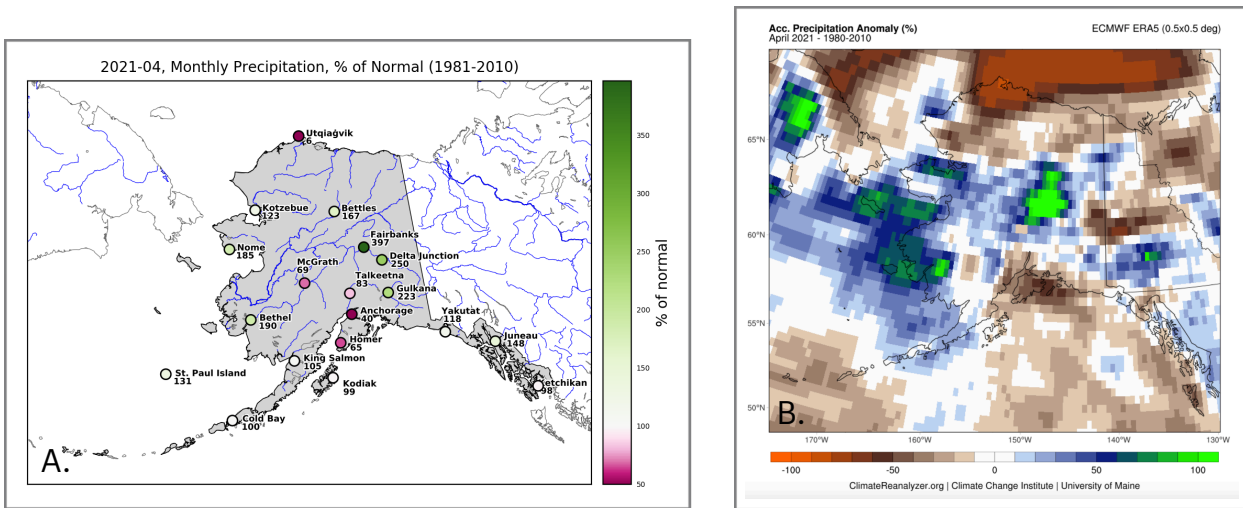 2021-04, Monthly Precipitation, % of Normal (1981-2010)
Utqiaġvik
6
Kotzebue
123
Bettles
167
Fairbanks
397
Nome
185
McGrath
69
Delta Junction
250
Talkeetna
83
Gulkana
223
Anchorage
40
Bethel
190
Yakutat
118
Homer
65
Juneau
148
King Salmon
105
St. Paul Island
131
Kodiak
99
etchikan
98
Cold Bay
100
A.
350
300
250
200
150
100
50
% of normal
Acc. Precipitation Anomaly (%)
ECMWF ERA5 (0.5x0.5 deg)
April 2021 - 1980-2010
65°N
60°N
55°N
50°N
B.
170°W
160°W
150°W
140°W
130°W
-100
-50
0
50
100
ClimateReanalyzer.org | Climate Change Institute | University of Maine